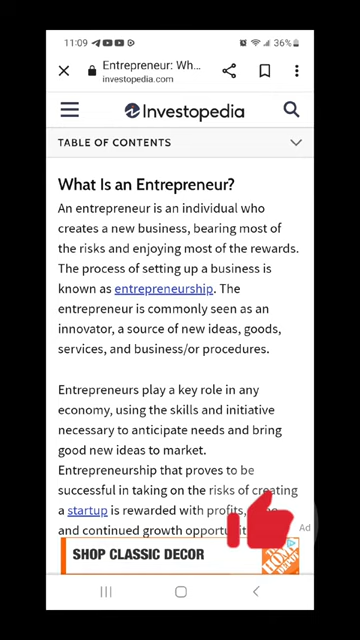 11:09 36%
Entrepreneur: Wh...
investopedia.com
Investopedia
TABLE OF CONTENTS
What Is an Entrepreneur?
An entrepreneur is an individual who
creates a new business, bearing most of
the risks and enjoying most of the rewards.
The process of setting up a business is
known as entrepreneurship. The
entrepreneur is commonly seen as an
innovator, a source of new ideas, goods,
services, and business/or procedures.
Entrepreneurs play a key role in any
economy, using the skills and initiative
necessary to anticipate needs and bring
good new ideas to market.
Entrepreneurship that proves to be
successful in taking on the risks of creating
a startup is rewarded with profits,
and continued growth
Ad
SHOP CLASSIC DECOR
THE HOME DEPOT